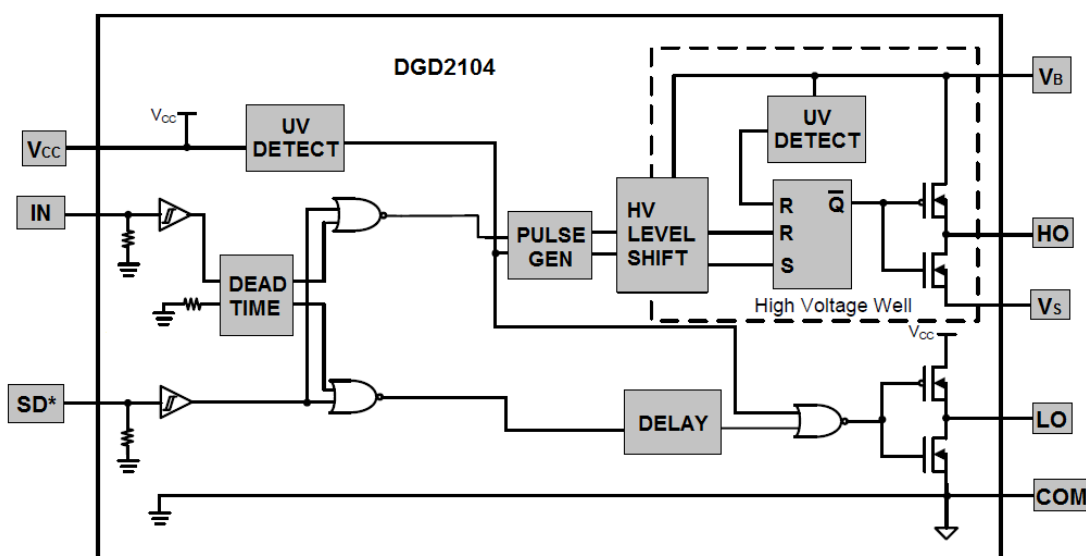 DGD2104
VB
VCC
UV
DETECT
UV
DETECT
VCC
IN
HV
LEVEL
SHIFT
R
R
S
Q̅
PULSE
GEN
HO
DEAD
TIME
High Voltage Well
VS
VCC
SD*
DELAY
LO
COM